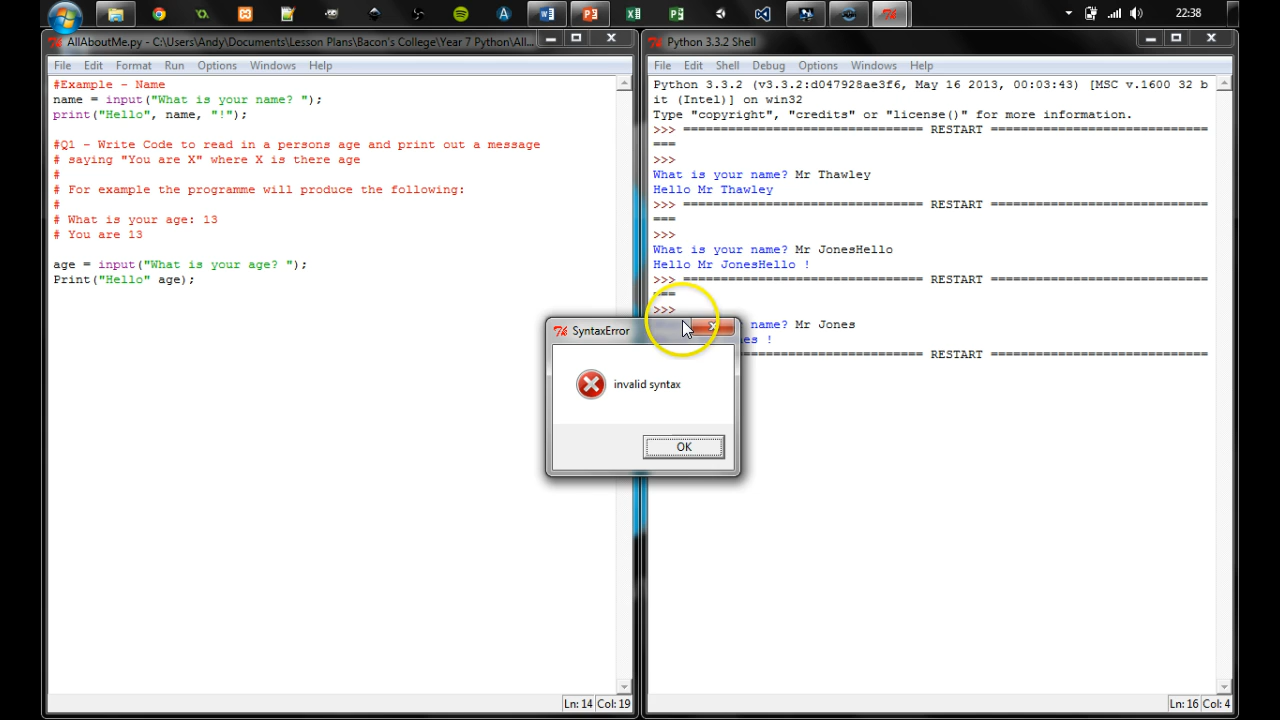 22:38
AllAboutMe.py - C:\Users\Andy\Documents\Lesson Plans\Bacon's College\Year 7 Python\All...
File Edit Format Run Options Windows Help
#Example - Name
name = input("What is your name? ");
print("Hello", name, "!");
#Q1 - Write Code to read in a persons age and print out a message
# saying "You are X" where X is there age
#
# For example the programme will produce the following:
#
# What is your age: 13
# You are 13
age = input("What is your age? ");
Print("Hello" age);
Ln: 14 Col: 19
Python 3.3.2 Shell
File Edit Shell Debug Options Windows Help
Python 3.3.2 (v3.3.2:d047928ae3f6, May 16 2013, 00:03:43) [MSC v.1600 32 b
it (Intel)] on win32
Type "copyright", "credits" or "license()" for more information.
>>> ================================ RESTART =============================
===
>>>
What is your name? Mr Thawley
Hello Mr Thawley
>>> ================================ RESTART =============================
===
>>>
What is your name? Mr JonesHello
Hello Mr JonesHello !
>>> ================================ RESTART =============================
===
>>>
name? Mr Jones
!
================ RESTART =============================
Ln: 16 Col: 4
SyntaxError
invalid syntax
OK